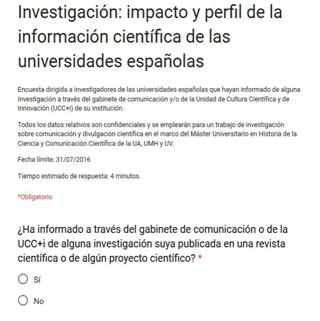 Investigación: impacto y perfil de la
información científica de las
universidades españolas
Encuesta dirigida a investigadores de las universidades españolas que hayan informado de alguna
investigación a través del gabinete de comunicación y/o de la Unidad de Cultura Científica y de
Innovación (UCC+i) de su institución.
Todos los datos relativos son confidenciales y se emplearán para un trabajo de investigación
sobre comunicación y divulgación científica en el marco del Máster Universitario en Historia de la
Ciencia y Comunicación Científica de la UA, UMH y UV.
Fecha límite: 31/07/2016
Tiempo estimado de respuesta: 4 minutos.
*Obligatorio
¿Ha informado a través del gabinete de comunicación o de la
UCC+i de alguna investigación suya publicada en una revista
científica o de algún proyecto científico? *
Sí
No